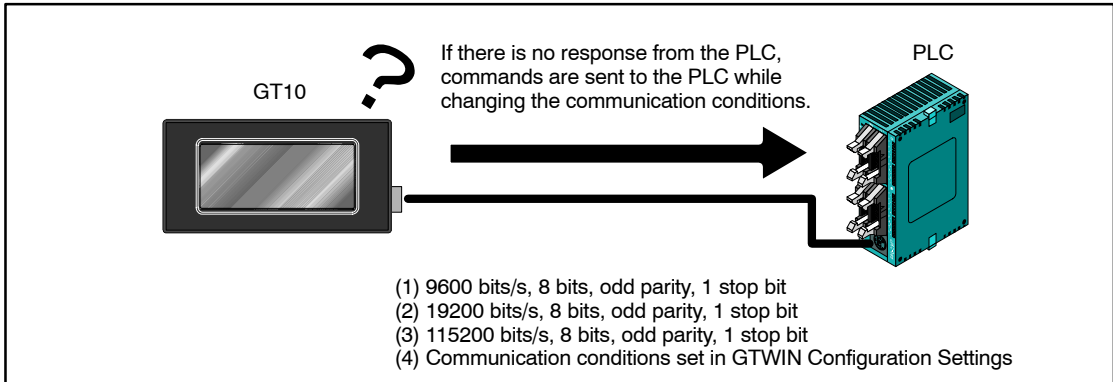 If there is no response from the PLC,
commands are sent to the PLC while
changing the communication conditions.
PLC
GT10
?
(1) 9600 bits/s, 8 bits, odd parity, 1 stop bit
(2) 19200 bits/s, 8 bits, odd parity, 1 stop bit
(3) 115200 bits/s, 8 bits, odd parity, 1 stop bit
(4) Communication conditions set in GTWIN Configuration Settings